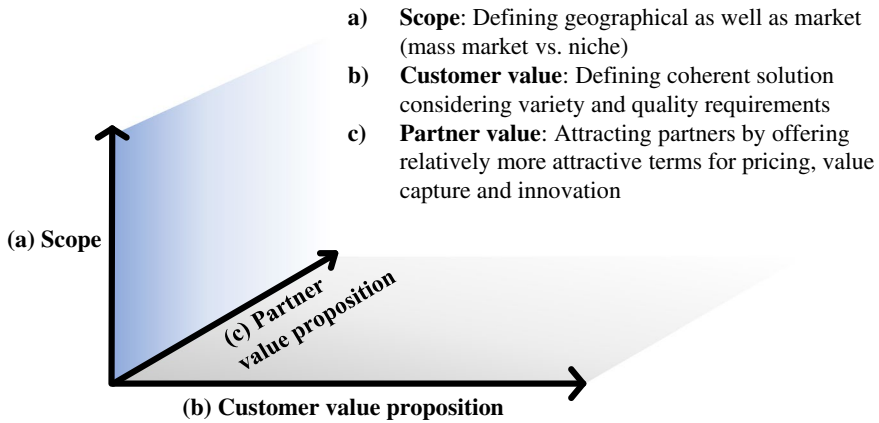 a) Scope: Defining geographical as well as market
(mass market vs. niche)
b) Customer value: Defining coherent solution
considering variety and quality requirements
c) Partner value: Attracting partners by offering
relatively more attractive terms for pricing, value
capture and innovation
(a) Scope
(c) Partner
value proposition
(b) Customer value proposition